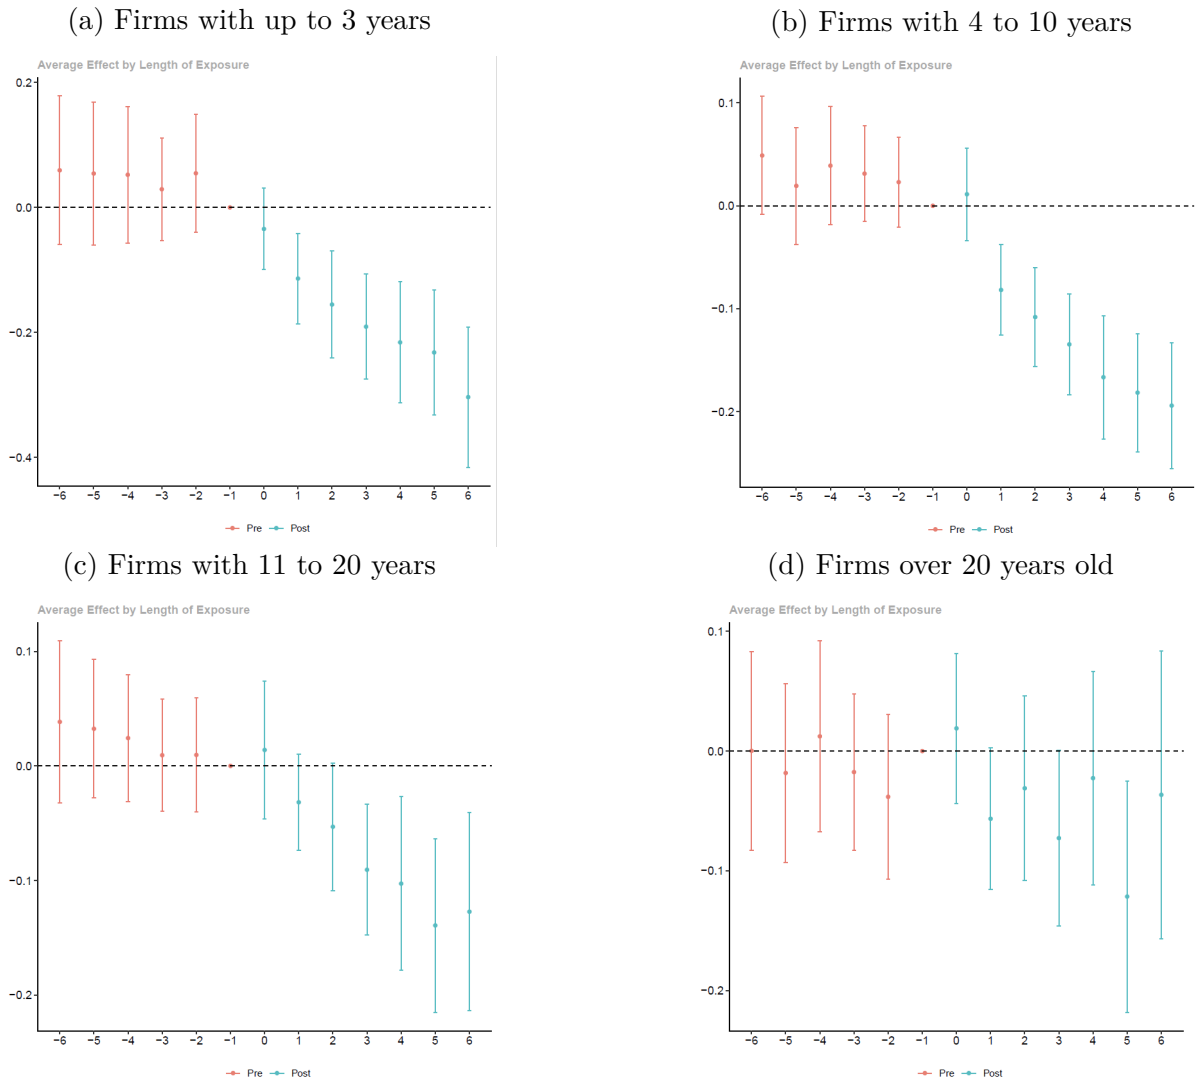 (a) Firms with up to 3 years
Average Effect by Length of Exposure
0.2
0.0
−0.2
−0.4
−6 −5 −4 −3 −2 −1 0 1 2 3 4 5 6
Pre Post
(b) Firms with 4 to 10 years
Average Effect by Length of Exposure
0.1
0.0
−0.1
−0.2
−6 −5 −4 −3 −2 −1 0 1 2 3 4 5 6
Pre Post
(c) Firms with 11 to 20 years
Average Effect by Length of Exposure
0.1
0.0
−0.1
−0.2
−6 −5 −4 −3 −2 −1 0 1 2 3 4 5 6
Pre Post
(d) Firms over 20 years old
Average Effect by Length of Exposure
0.1
0.0
−0.1
−0.2
−6 −5 −4 −3 −2 −1 0 1 2 3 4 5 6
Pre Post